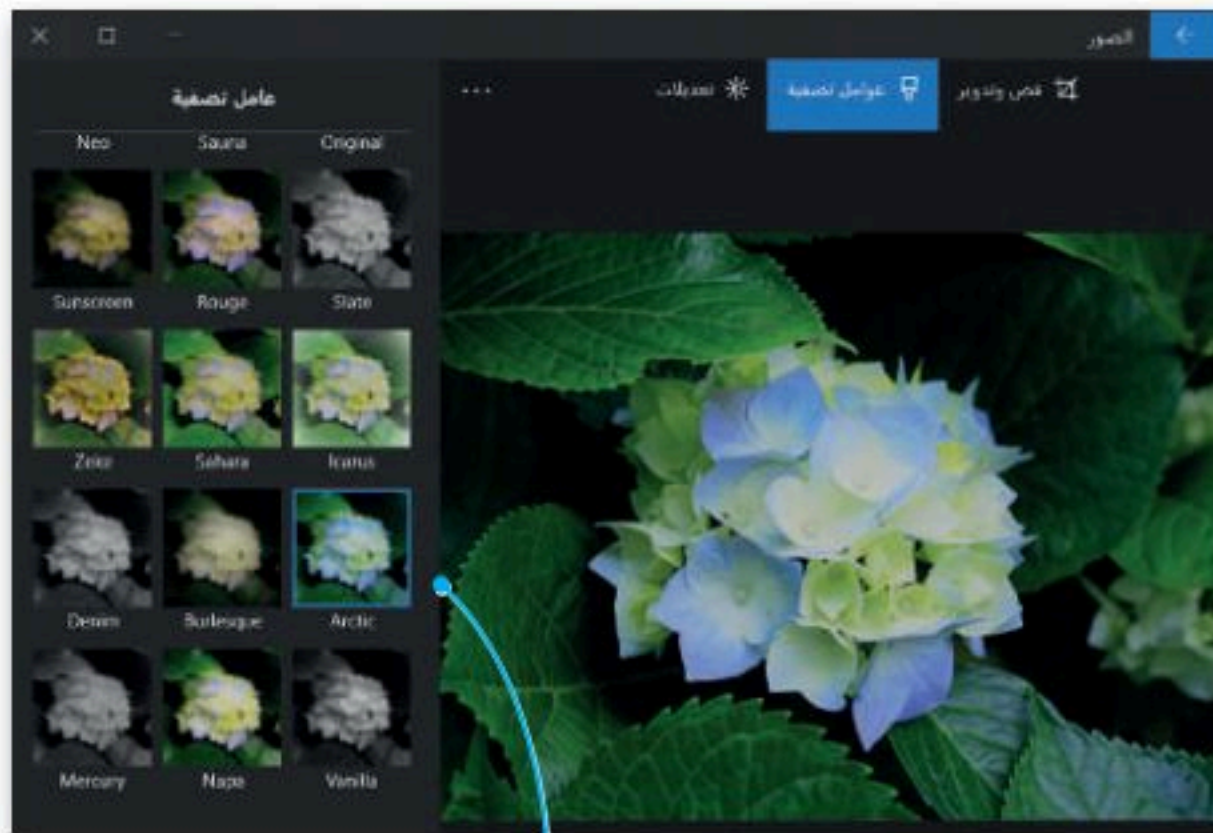 الصور
قص وتدوير
عوامل تصفية
تعديلات
عامل تصفية
Neo Sauna Original
Sunscreen Rouge Slate
Zeke Sahara Icarus
Denim Burlesque Arctic
Mercury Napa Vanilla